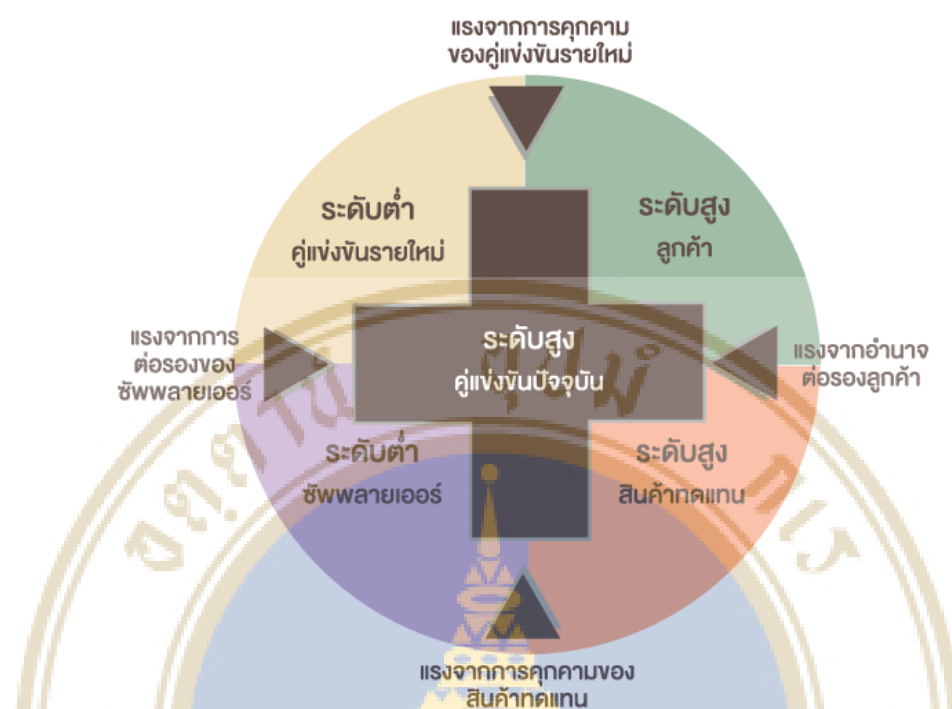 แรงจากการคุกคาม
ของคู่แข่งขันรายใหม่
ระดับต่ำ
คู่แข่งขันรายใหม่
ระดับสูง
ลูกค้า
แรงจากการ
ต่อรองของ
ซัพพลายเออร์
ระดับสูง
คู่แข่งขันปัจจุบัน
แรงจากอำนาจ
ต่อรองลูกค้า
ระดับต่ำ
ซัพพลายเออร์
ระดับสูง
สินค้าทดแทน
แรงจากการคุกคามของ
สินค้าทดแทน